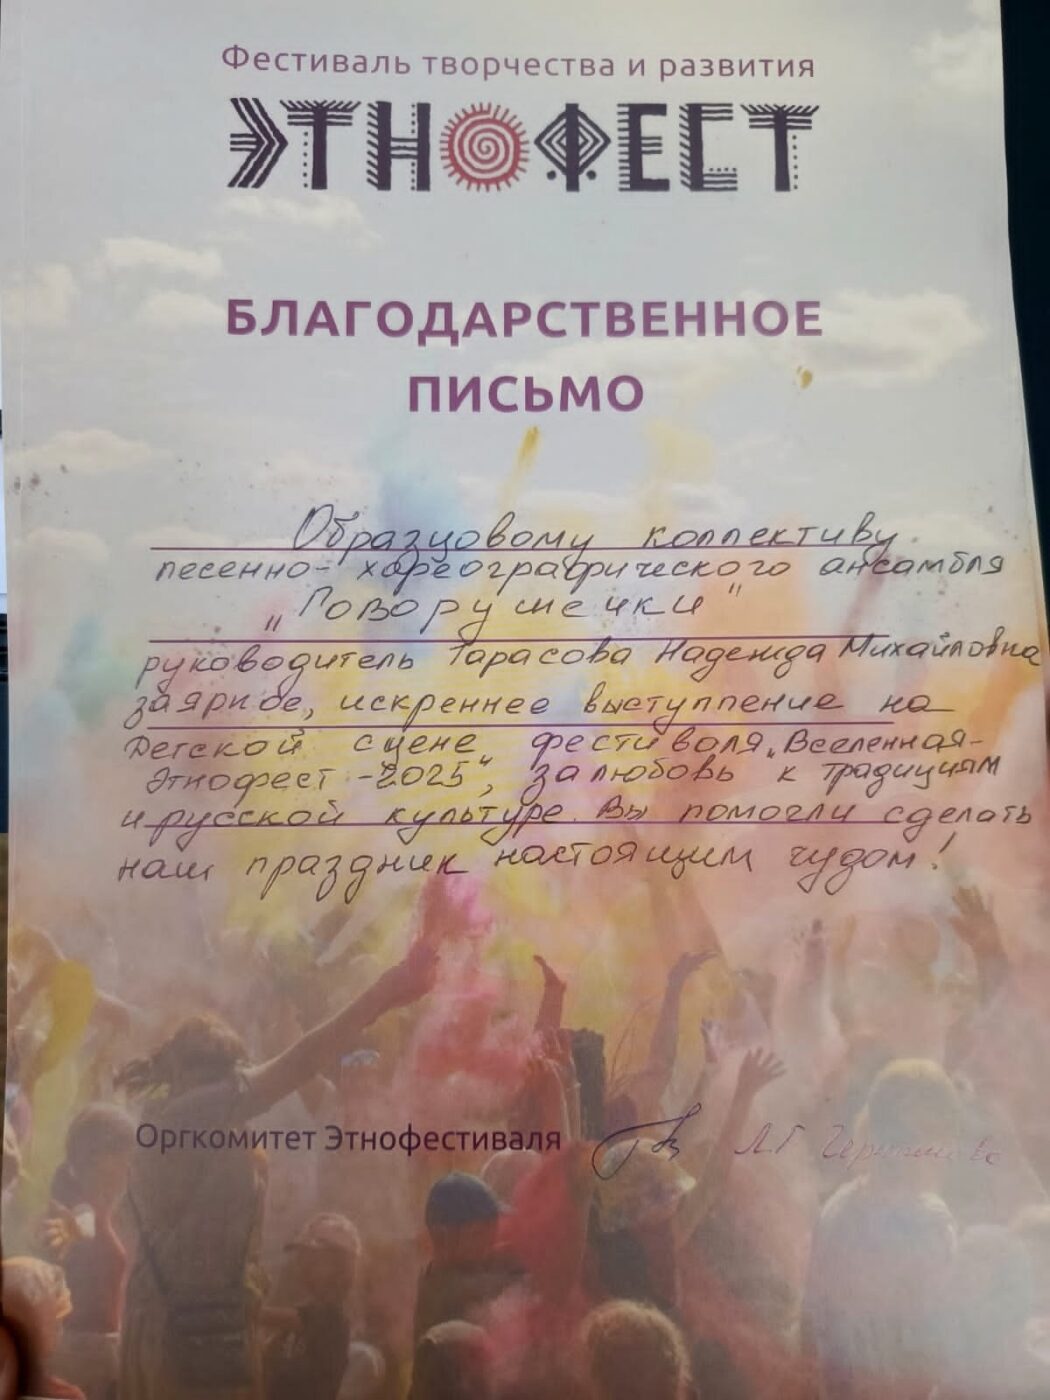 Фестиваль творчества и развития
ЭТНОФЕСТ
БЛАГОДАРСТВЕННОЕ
ПИСЬМО
Образцовому коллективу
песенно-хореографического ансамбля
„Говорушечки"
руководитель Тарасова Надежда Михайловна
за яркое, искреннее выступление на
Детской сцене фестиваля „Вселенная-
Этнофест-2025", за любовь к традициям
и русской культуре. Вы помогли сделать
наш праздник настоящим чудом!
Оргкомитет Этнофестиваля